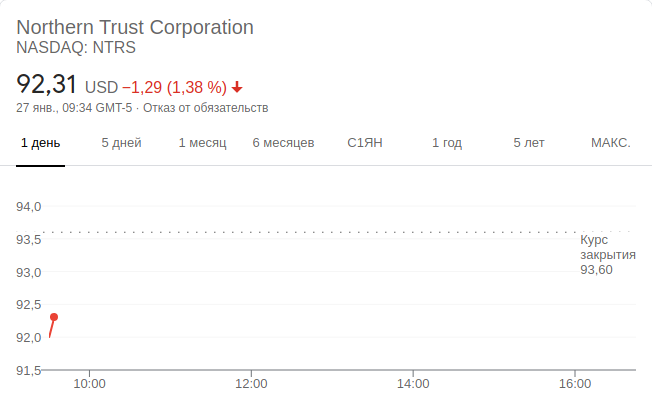 Northern Trust Corporation
NASDAQ: NTRS
92,31 USD −1,29 (1,38 %)
27 янв., 09:34 GMT-5 · Отказ от обязательств
1 день 5 дней 1 месяц 6 месяцев С1ЯН 1 год 5 лет МАКС.
94,0
93,5
93,0
92,5
92,0
91,5
Курс
закрытия
93,60
10:00 12:00 14:00 16:00